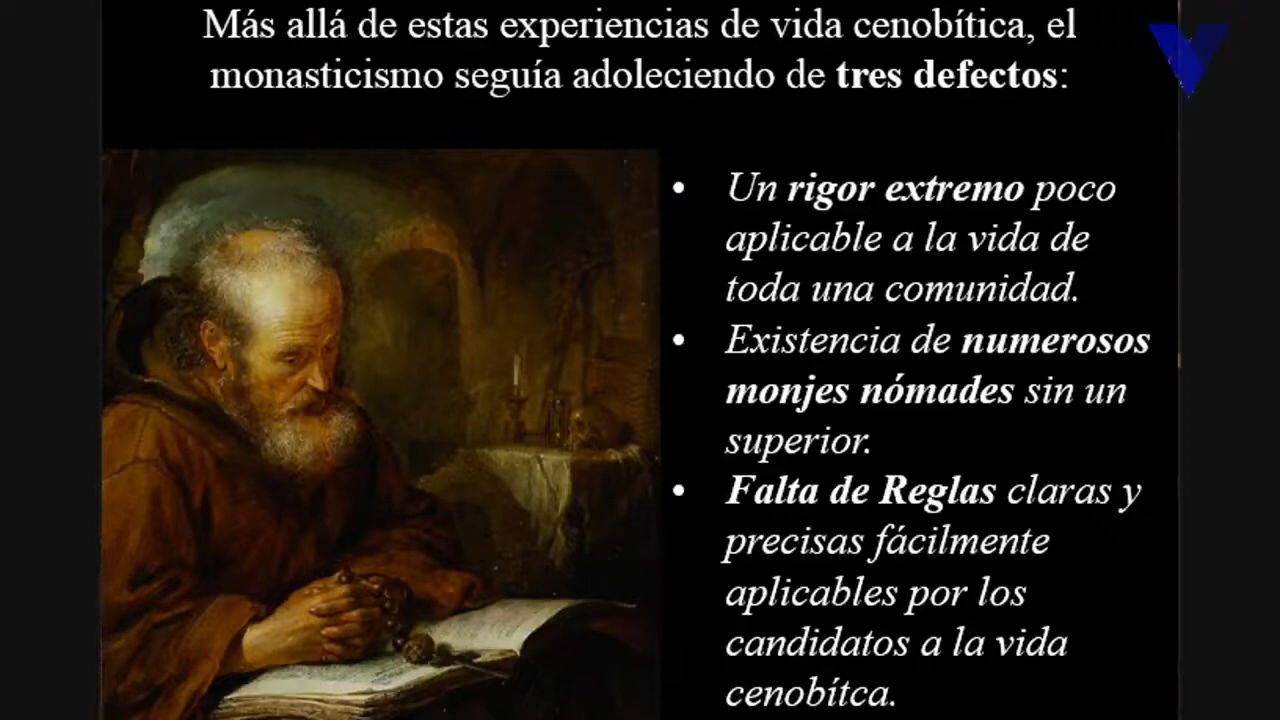 Más allá de estas experiencias de vida cenobítica, el
monasticismo seguía adoleciendo de tres defectos:
• Un rigor extremo poco
aplicable a la vida de
toda una comunidad.
• Existencia de numerosos
monjes nómades sin un
superior.
• Falta de Reglas claras y
precisas fácilmente
aplicables por los
candidatos a la vida
cenobítca.